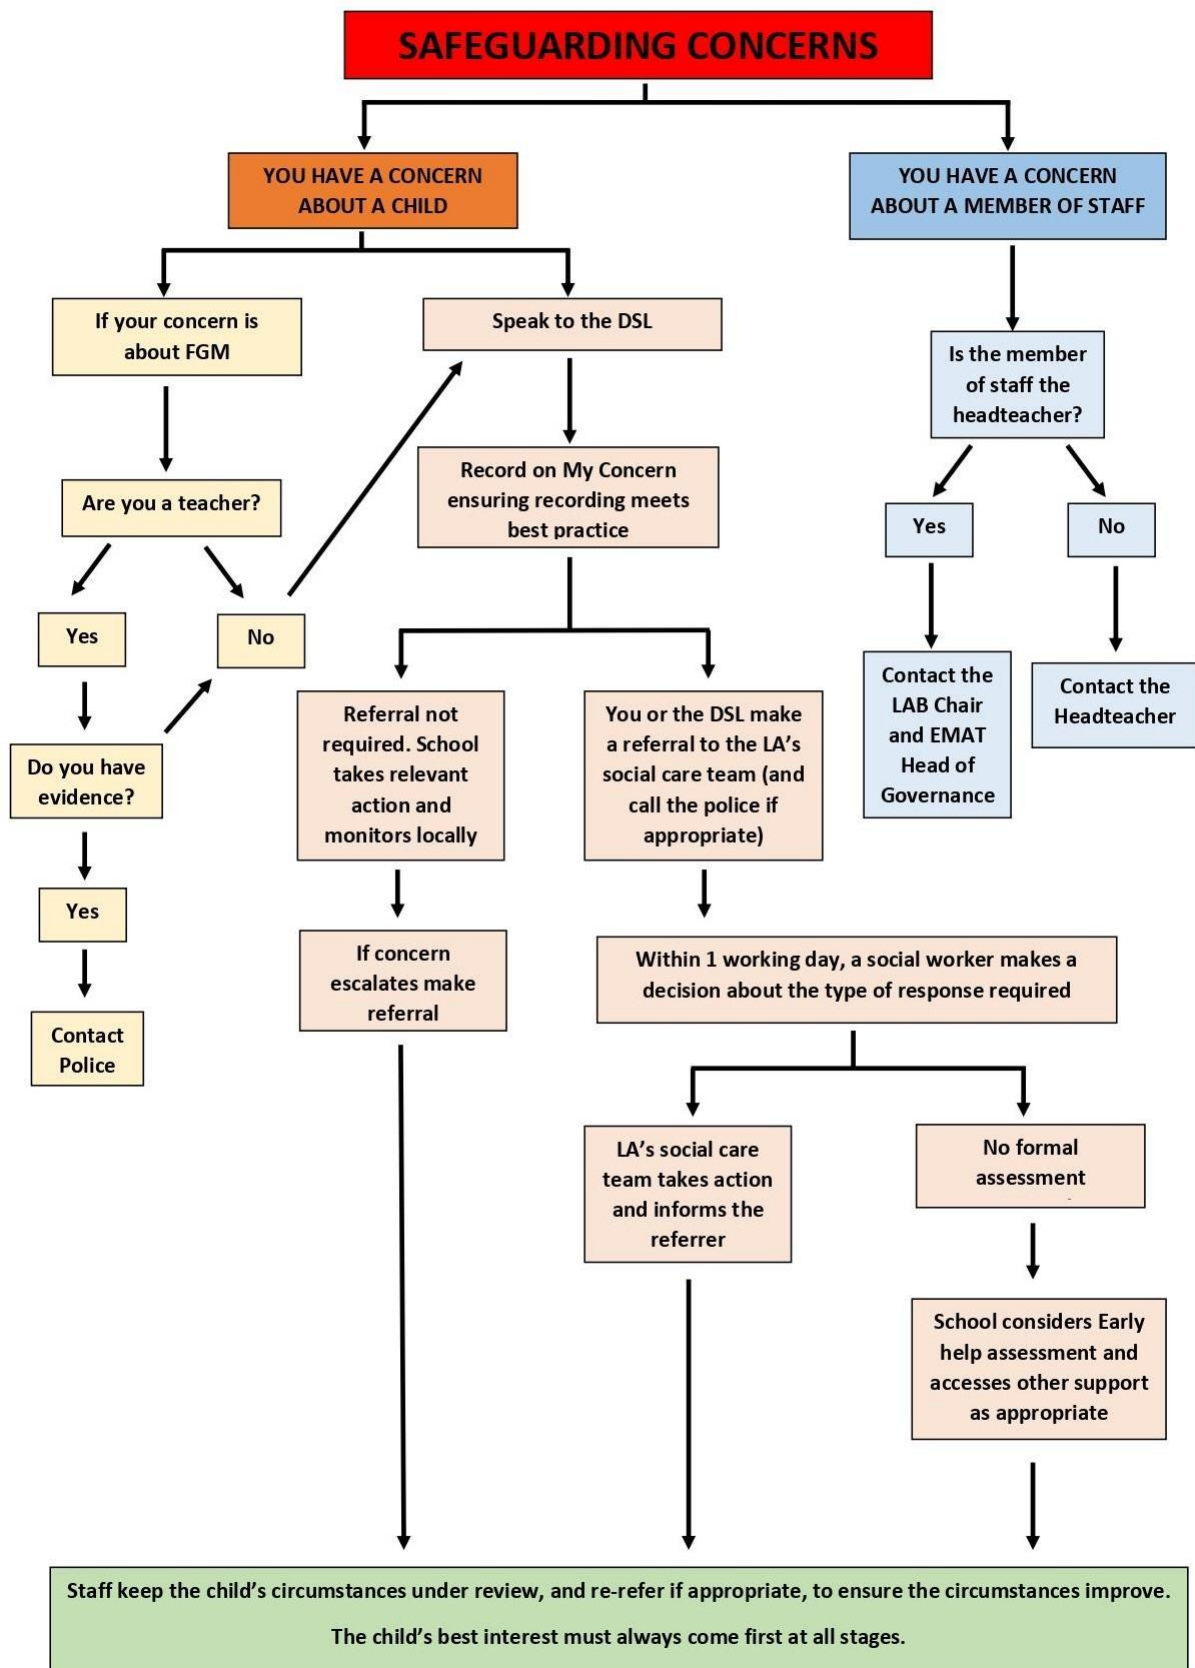 SAFEGUARDING CONCERNS
YOU HAVE A CONCERN
ABOUT A CHILD
YOU HAVE A CONCERN
ABOUT A MEMBER OF STAFF
If your concern is
about FGM
Speak to the DSL
Is the member
of staff the
headteacher?
Record on My Concern
ensuring recording meets
best practice
Are you a teacher?
Yes
No
Yes
No
Contact the
LAB Chair
and EMAT
Head of
Governance
Contact the
Headteacher
Do you have
evidence?
Referral not
required. School
takes relevant
action and
monitors locally
You or the DSL make
a referral to the LA's
social care team (and
call the police if
appropriate)
Yes
If concern
escalates make
referral
Within 1 working day, a social worker makes a
decision about the type of response required
Contact
Police
LA's social care
team takes action
and informs the
referrer
No formal
assessment
School considers Early
help assessment and
accesses other support
as appropriate
Staff keep the child's circumstances under review, and re-refer if appropriate, to ensure the circumstances improve.
The child's best interest must always come first at all stages.